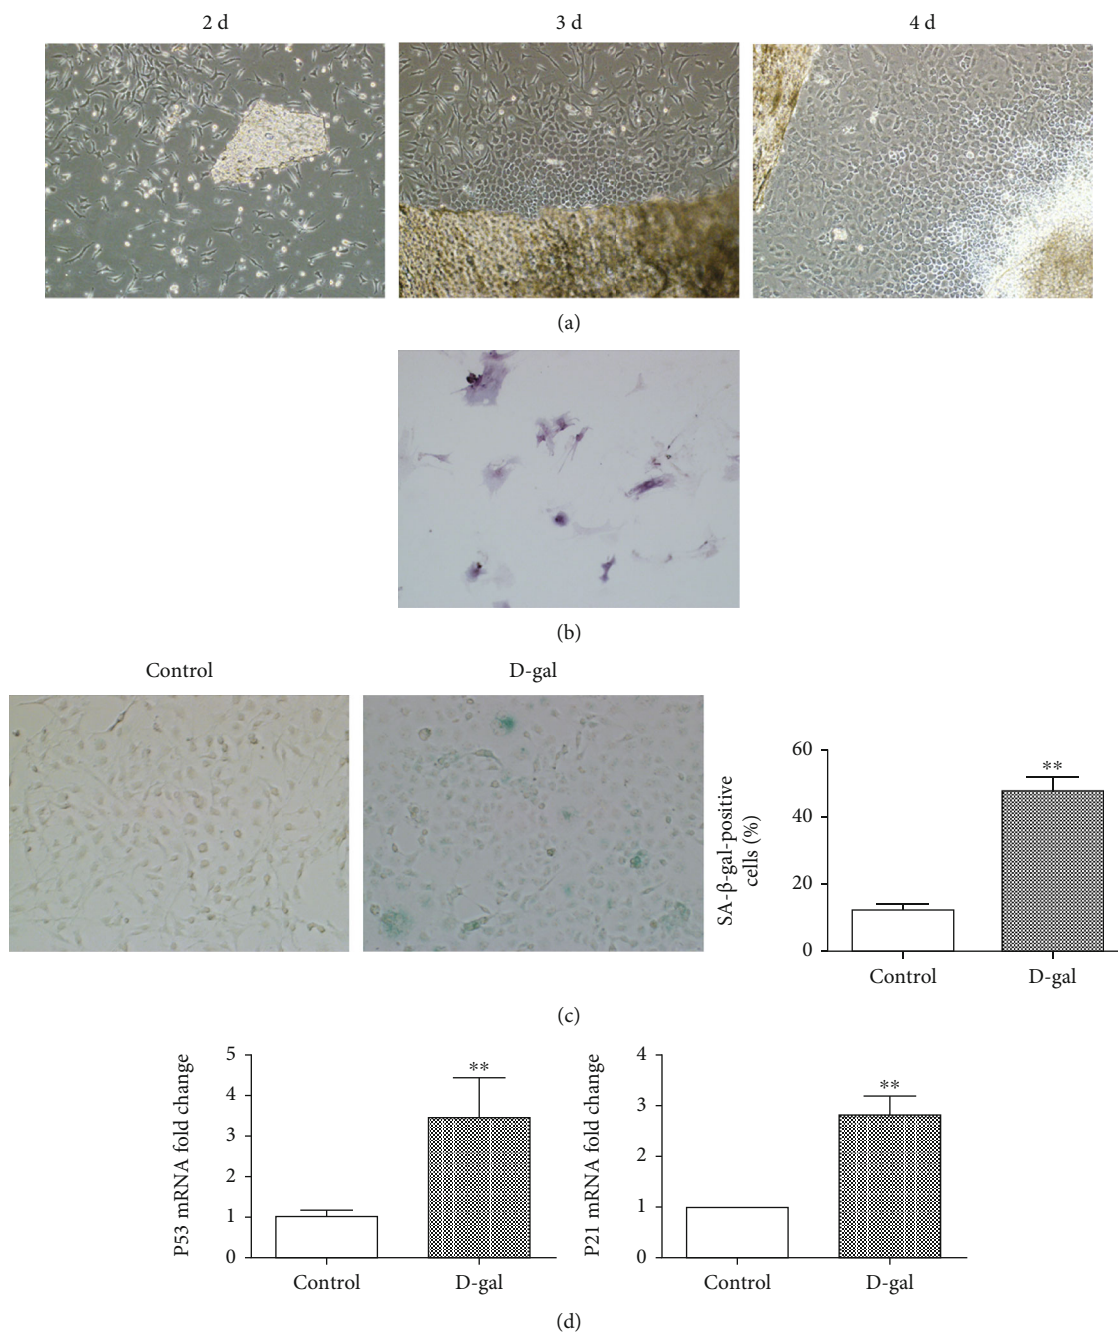 2 d
3 d
4 d
(a)
(b)
Control
D-gal
SA-β-gal-positive
cells (%)
60
40
20
0
Control
D-gal
**
(c)
P53 mRNA fold change
5
4
3
2
1
0
Control
D-gal
**
P21 mRNA fold change
4
3
2
1
0
Control
D-gal
**
(d)